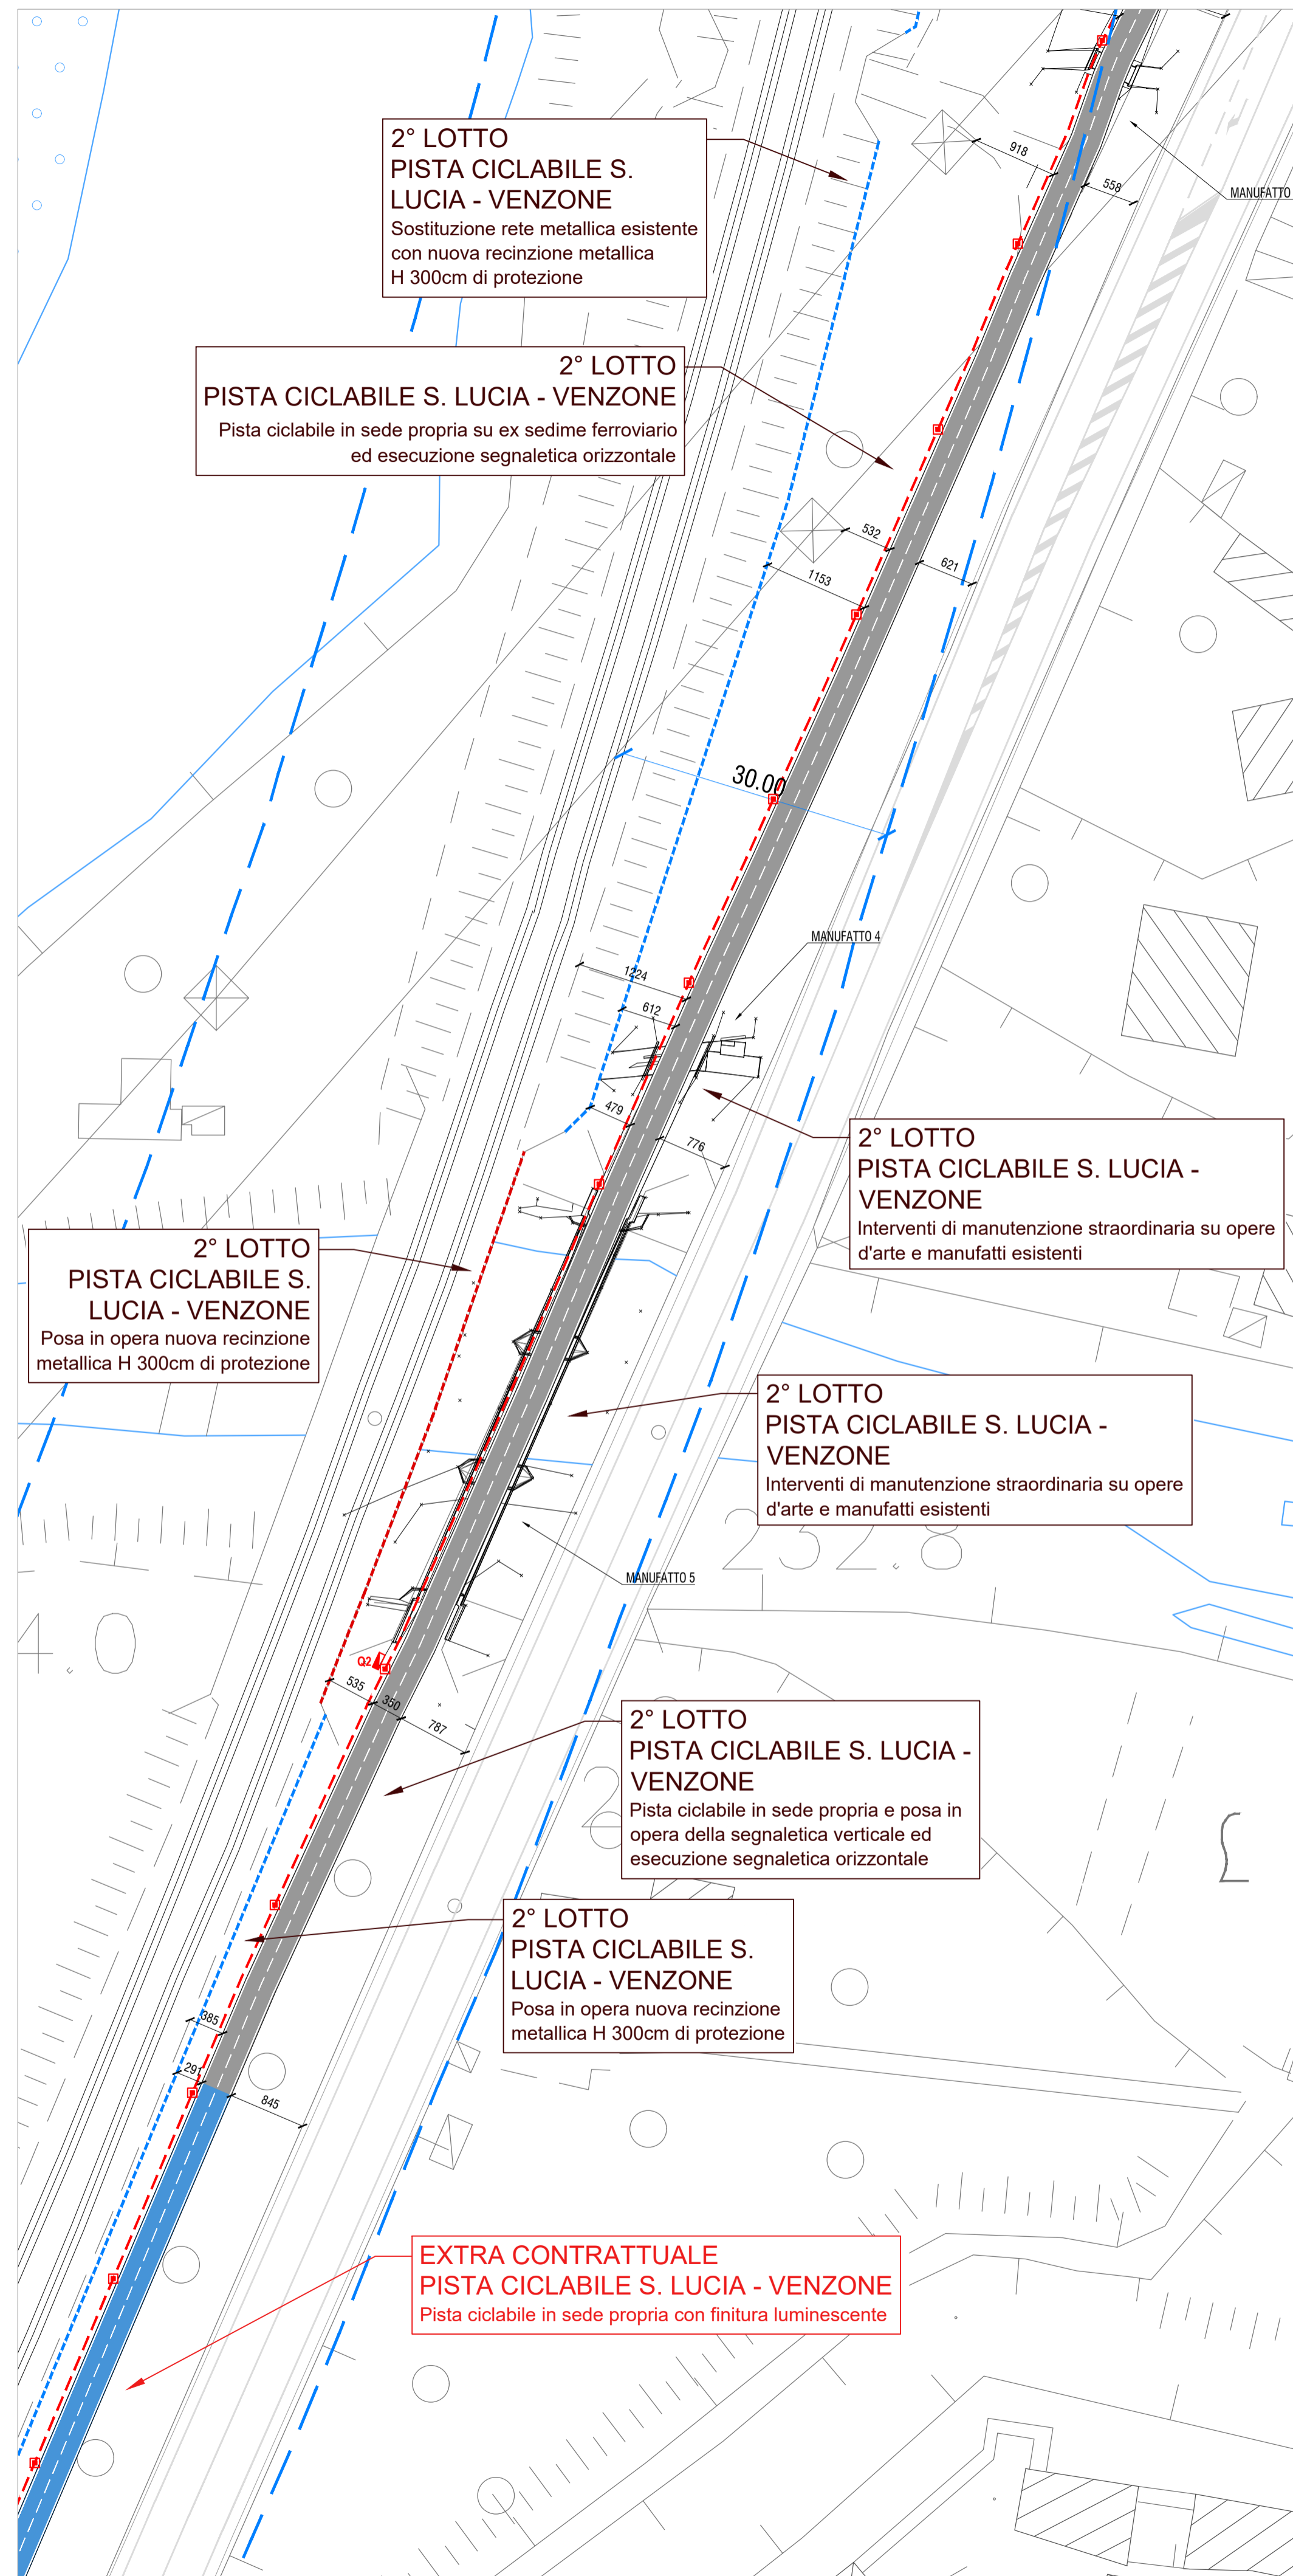 2° LOTTO
PISTA CICLABILE S.
LUCIA - VENZONE
Sostituzione rete metallica esistente
con nuova recinzione metallica
H 300cm di protezione
918
558
MANUFATTO
2° LOTTO
PISTA CICLABILE S. LUCIA - VENZONE
Pista ciclabile in sede propria su ex sedime ferroviario
ed esecuzione segnaletica orizzontale
532
621
1153
30.00
MANUFATTO 4
1224
612
479
776
2° LOTTO
PISTA CICLABILE S. LUCIA -
VENZONE
Interventi di manutenzione straordinaria su opere
d'arte e manufatti esistenti
2° LOTTO
PISTA CICLABILE S.
LUCIA - VENZONE
Posa in opera nuova recinzione
metallica H 300cm di protezione
2° LOTTO
PISTA CICLABILE S. LUCIA -
VENZONE
Interventi di manutenzione straordinaria su opere
d'arte e manufatti esistenti
232.8
MANUFATTO 5
4.0
Q2
535
350
787
2° LOTTO
PISTA CICLABILE S. LUCIA -
VENZONE
Pista ciclabile in sede propria e posa in
opera della segnaletica verticale ed
esecuzione segnaletica orizzontale
2° LOTTO
PISTA CICLABILE S.
LUCIA - VENZONE
Posa in opera nuova recinzione
metallica H 300cm di protezione
385
291
845
EXTRA CONTRATTUALE
PISTA CICLABILE S. LUCIA - VENZONE
Pista ciclabile in sede propria con finitura luminescente